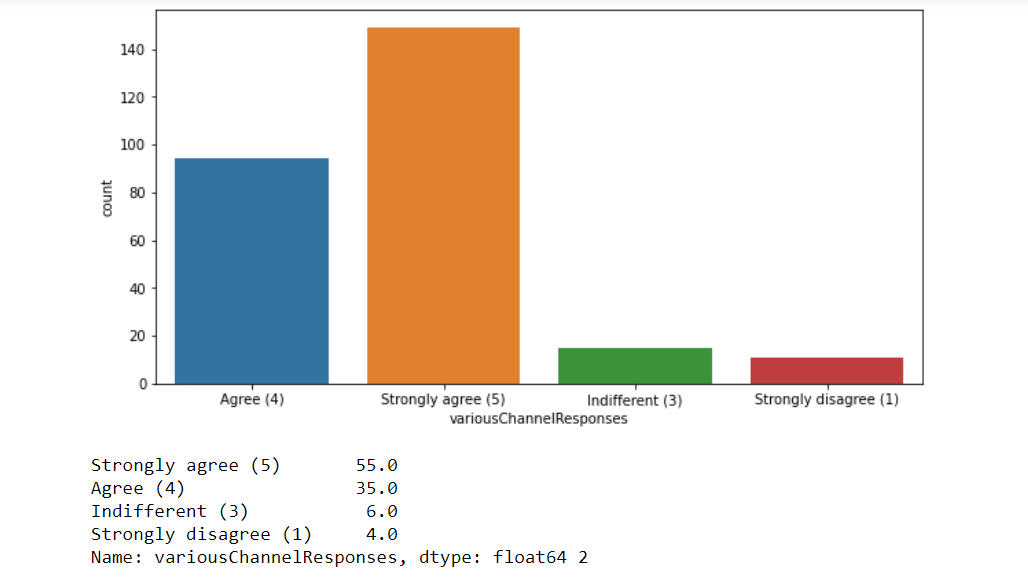 140
120
100
80
60
40
20
0
count
Agree (4) Strongly agree (5) Indifferent (3) Strongly disagree (1)
variousChannelResponses
Strongly agree (5) 55.0
Agree (4) 35.0
Indifferent (3) 6.0
Strongly disagree (1) 4.0
Name: variousChannelResponses, dtype: float64 2